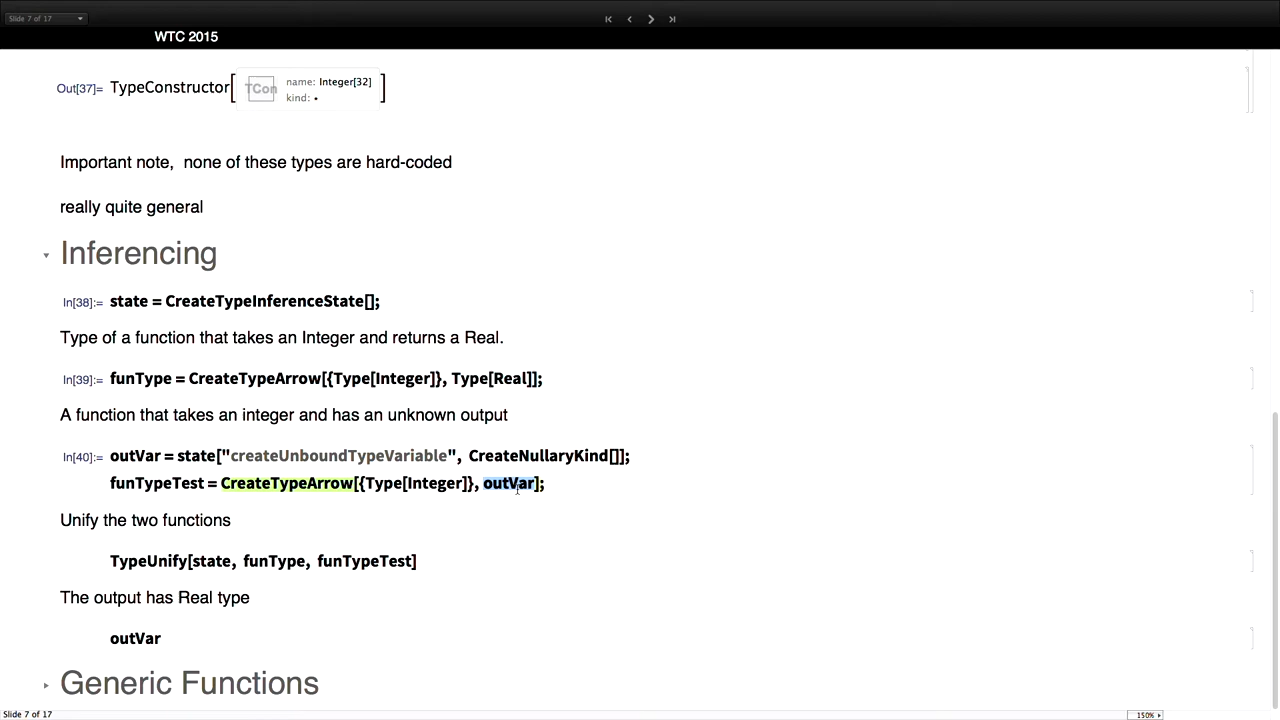 Slide 7 of 17
WTC 2015
Out[37]= TypeConstructor[ TCon name: Integer[32] ]
kind: •
Important note, none of these types are hard-coded
really quite general
Inferencing
In[38]:= state = CreateTypeInferenceState[];
Type of a function that takes an Integer and returns a Real.
In[39]:= funType = CreateTypeArrow[{Type[Integer]}, Type[Real]];
A function that takes an integer and has an unknown output
In[40]:= outVar = state["createUnboundTypeVariable", CreateNullaryKind[]];
funTypeTest = CreateTypeArrow[{Type[Integer]}, outVar];
Unify the two functions
TypeUnify[state, funType, funTypeTest]
The output has Real type
outVar
Generic Functions
Slide 7 of 17
150%